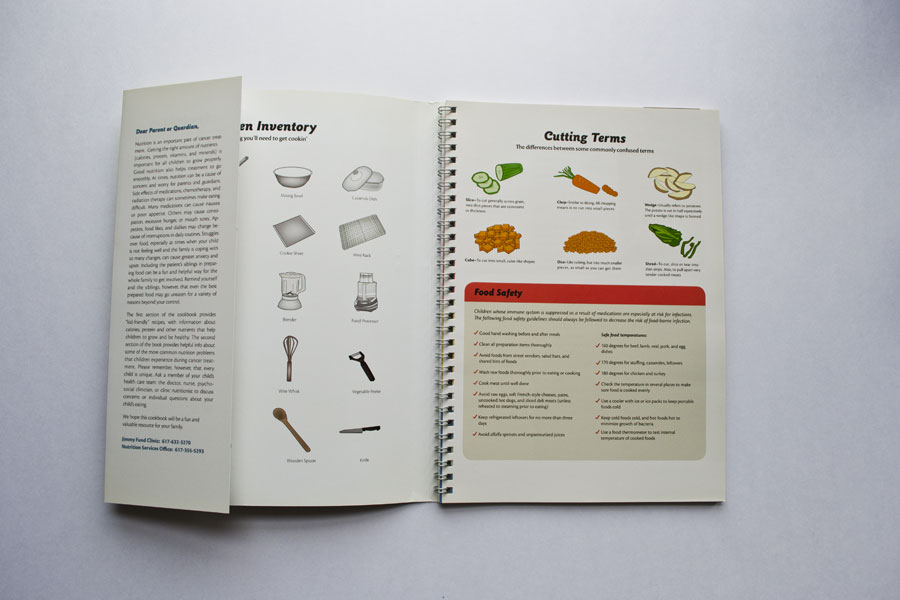 Dear Parent or Guardian,
Nutrition is an important part of cancer treat-
ment. Getting the right amount of nutrients
(calories, protein, vitamins, and minerals) is
important for all children to grow properly.
Good nutrition also helps treatment to go
smoothly. At times, nutrition can be a cause of
concern and worry for parents and guardians.
Side effects of medications, chemotherapy, and
radiation therapy can sometimes make eating
difficult. Many medications can cause nausea
or poor appetite. Others may cause consti-
pation, excessive hunger, or mouth sores. Ap-
petite, food likes, and dislikes may change be-
cause of interruptions in daily routines. Struggles
over food, especially at times when your child
is not feeling well and the family is coping with
so many changes, can cause greater anxiety and
upset. Including the patient's siblings in prepar-
ing food can be a fun and helpful way for the
whole family to get involved. Remind yourself
and the siblings, however, that even the best
prepared food may go uneaten for a variety of
reasons beyond your control.
The first section of the cookbook provides
"kid-friendly" recipes, with information about
calories, protein and other nutrients that help
children to grow and be healthy. The second
section of the book provides helpful info about
some of the most common nutrition problems
that children experience during cancer treat-
ment. Please remember, however, that every
child is unique. Ask a member of your child's
health care team the doctor, nurse, psycho-
social clinician, or clinic nutritionist to discuss
concerns or individual questions about your
child's eating.
We hope this cookbook will be a fun and
valuable resource for your family.
Jimmy Fund Clinic: 617-632-3270
Nutrition Services Office:
en Inventory
g you'll need to get cookin'
Mixing Bowl
Casserole Dish
Cookie Sheet
Wire Rack
Blender
Food Processor
Wire Whisk
Vegetable Peeler
Wooden Spoon
Knife
Cutting Terms
The differences between some commonly confused terms
Slice-To cut generally across grain,
into thin pieces that are consistent
in thickness
Chop-Similar to dicing, BB chopping
means to cut into small pieces
Wedge-Usually refers to potatoes.
The potato is cut in half repeatedly
until a wedge like shape is formed
Cube-To cut into small, cube like shapes
Dice-Like cubing, but into much smaller
pieces, as small as you can get them
Shred-To cut, slice or tear into
thin strips. Also, to pull apart very
tender cooked meats
Food Safety
Children whose immune system is suppressed as a result of medications are especially at risk for infections.
The following food safety guidelines should always be followed to decrease the risk of food-borne infection.
Good hand washing before and after meals
Clean all preparation items thoroughly
Avoid foods from street vendors, salad bars, and
shared bins of foods
Wash raw foods thoroughly prior to eating or cooking
Cook meat until well done
Avoid raw eggs, soft French-style cheeses, pate,
uncooked hot dogs, and sliced deli meats (unless
reheated to steaming prior to eating)
Keep refrigerated leftovers for no more than three
days
Avoid alfalfa sprouts and unpasteurized juices
Safe food temperatures:
160 degrees for beef, lamb, veal, pork, and egg
dishes
170 degrees for stuffing, casseroles, leftovers
180 degrees for chicken and turkey
Check the temperature in several places to make
sure food is cooked evenly
Use a cooler with ice or ice packs to keep portable
foods cold
Keep cold foods cold, and hot foods hot to
minimize growth of bacteria
Use a food thermometer to test internal
temperature of cooked foods